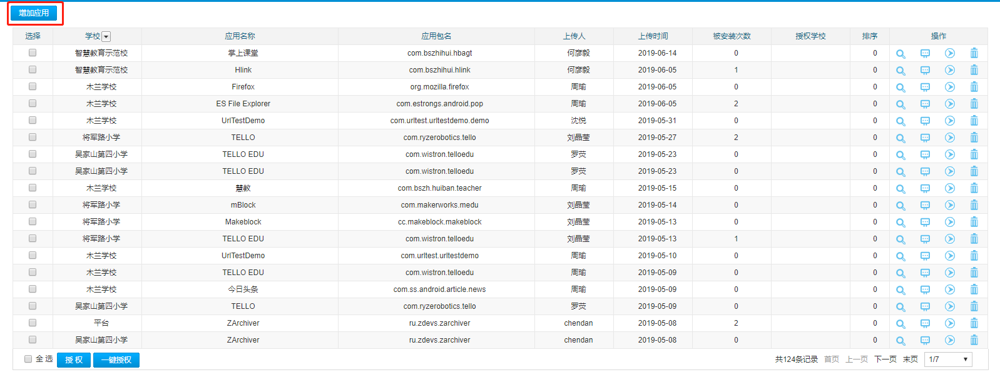 增加应用
选择 学校 应用名称 应用包名 上传人 上传时间 被安装次数 授权学校 排序 操作
智慧教育示范校 掌上课堂 com.bszhihui.hbagt 何彦毅 2019-06-14 0 0
智慧教育示范校 Hlink com.bszhihui.hlink 何彦毅 2019-06-05 1 0
木兰学校 Firefox org.mozilla.firefox 周瑜 2019-06-05 0 0
木兰学校 ES File Explorer com.estrongs.android.pop 周瑜 2019-06-05 2 0
木兰学校 UrlTestDemo com.urltest.urltestdemo.demo 沈悦 2019-05-31 0 0
将军路小学 TELLO com.ryzerobotics.tello 刘晶莹 2019-05-27 2 0
吴家山第四小学 TELLO EDU com.wistron.telloedu 罗荧 2019-05-23 0 0
吴家山第四小学 TELLO EDU com.wistron.telloedu 罗荧 2019-05-23 0 0
木兰学校 慧教 com.bszh.huiban.teacher 周瑜 2019-05-15 0 0
将军路小学 mBlock com.makerworks.medu 刘晶莹 2019-05-14 0 0
将军路小学 Makeblock cc.makeblock.makeblock 刘晶莹 2019-05-13 0 0
将军路小学 TELLO EDU com.wistron.telloedu 刘晶莹 2019-05-13 1 0
木兰学校 UrlTestDemo com.urltest.urltestdemo 周瑜 2019-05-10 0 0
木兰学校 TELLO EDU com.wistron.telloedu 周瑜 2019-05-09 0 0
木兰学校 今日头条 com.ss.android.article.news 周瑜 2019-05-09 0 0
吴家山第四小学 TELLO com.ryzerobotics.tello 罗荧 2019-05-09 0 0
平台 ZArchiver ru.zdevs.zarchiver chendan 2019-05-08 2 0
吴家山第四小学 ZArchiver ru.zdevs.zarchiver chendan 2019-05-08 0 0
全 选 授 权 一键授权 共124条记录 首页 上一页 下一页 末页 1/7